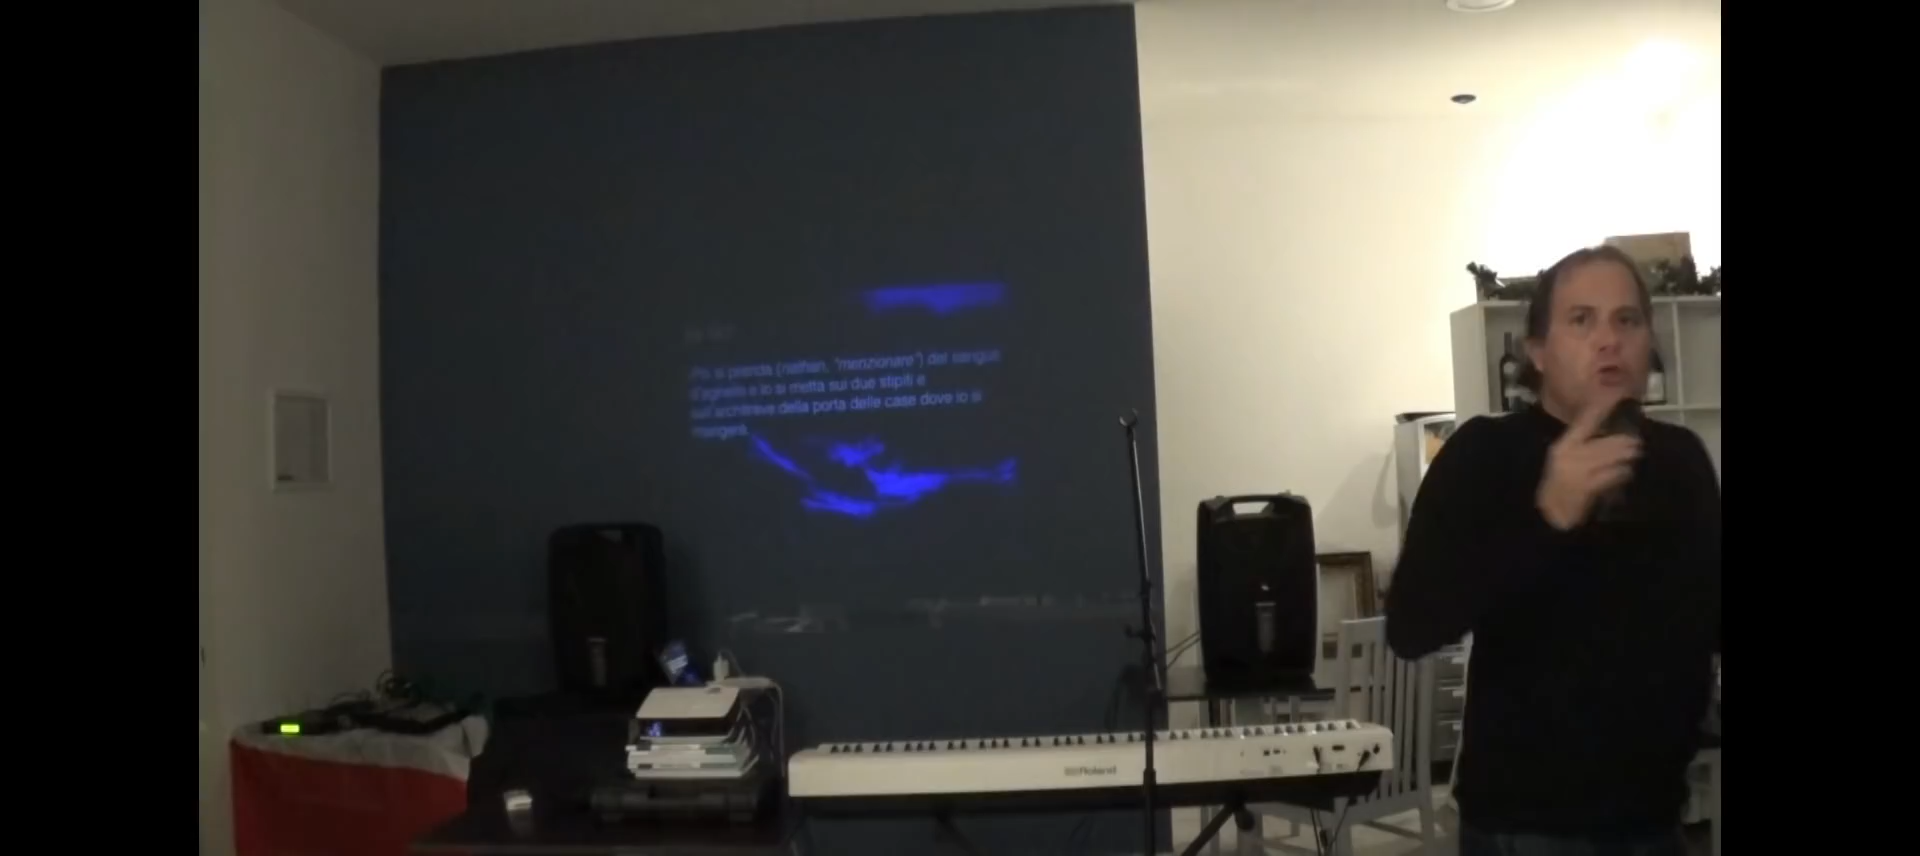 Poi si prenda (nathan, "menzionare") del sangue
d'agnello e lo si metta sui due stipiti e
sull'architrave della porta delle case dove lo si
mangerà
Roland